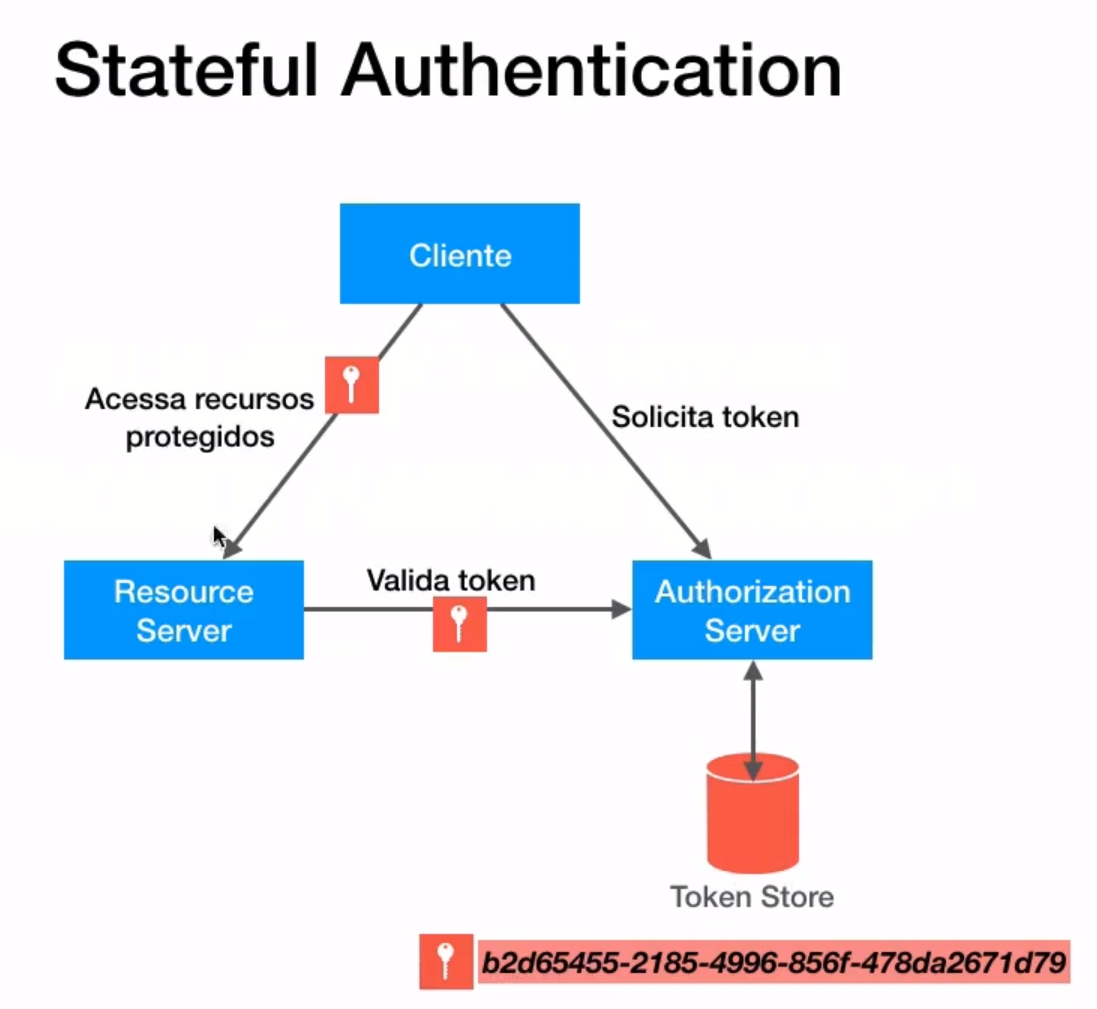 Stateful Authentication
Cliente
Acessa recursos
protegidos
Solicita token
Resource
Server
Valida token
Authorization
Server
Token Store
b2d65455-2185-4996-856f-478da2671d79